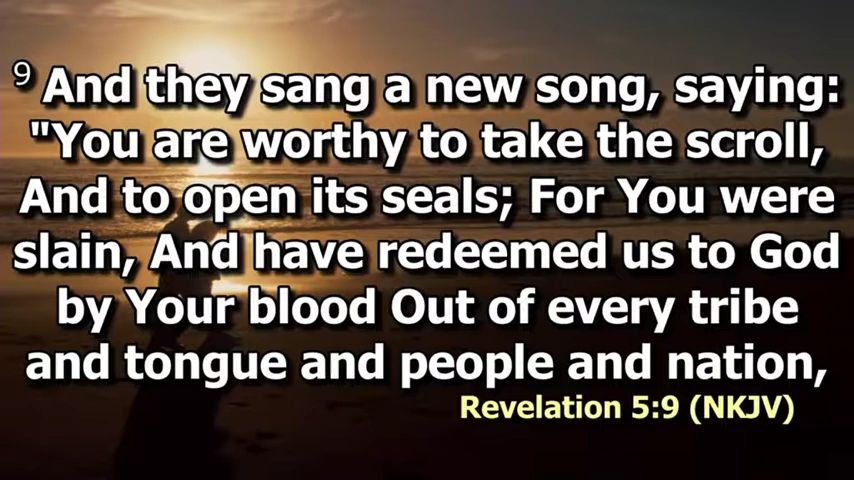 9 And they sang a new song, saying:
"You are worthy to take the scroll,
And to open its seals; For You were
slain, And have redeemed us to God
by Your blood Out of every tribe
and tongue and people and nation,
Revelation 5:9 (NKJV)